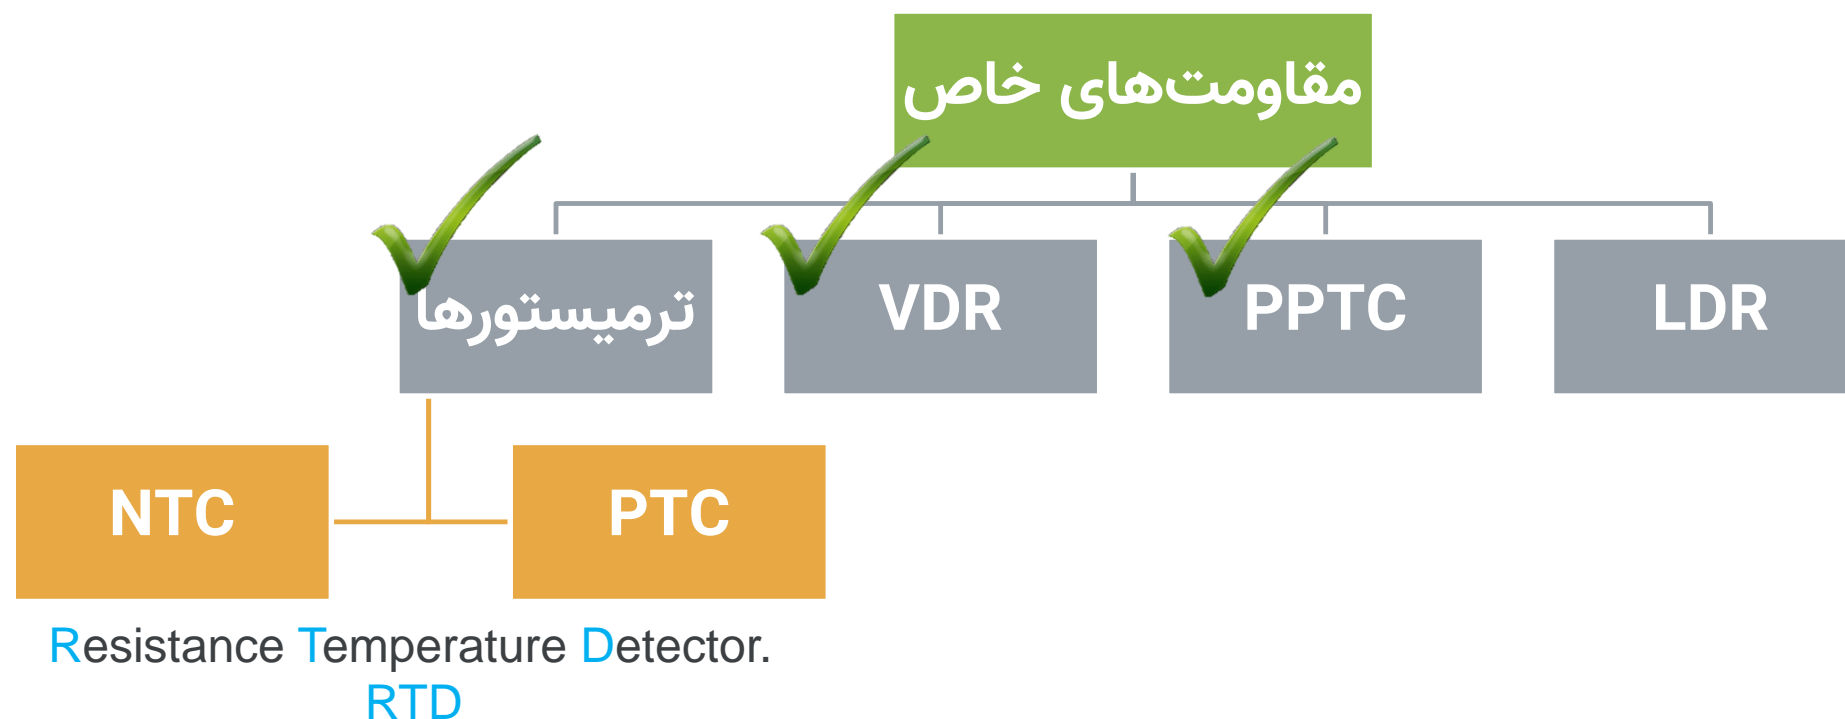 مقاومت‌های خاص
ترمیستورها
VDR
PPTC
LDR
NTC
PTC
Resistance Temperature Detector.
RTD